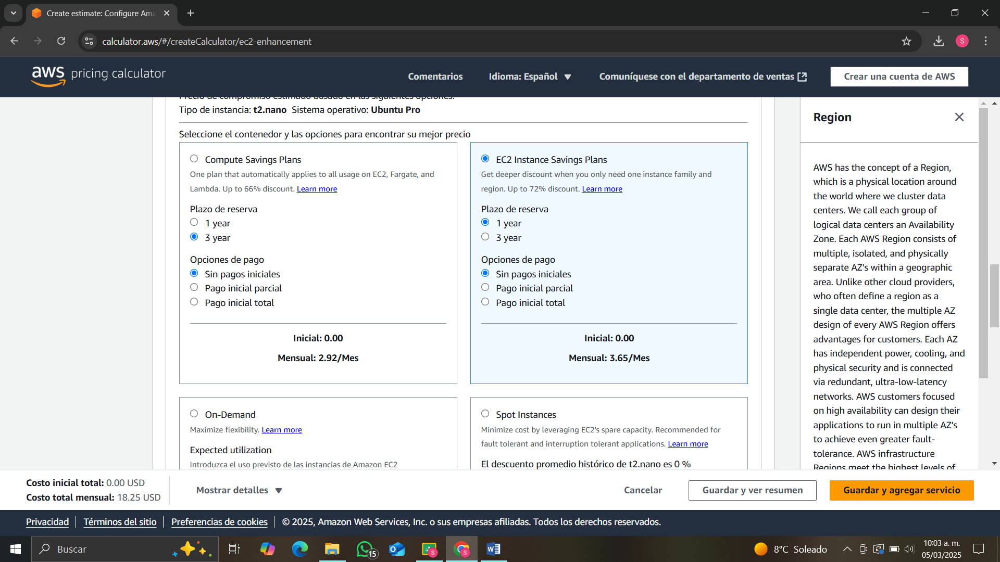 Create estimate: Configure Ama
calculator.aws/#/createCalculator/ec2-enhancement
S
aws pricing calculator
Comentarios
Idioma: Español
Comuníquese con el departamento de ventas
Crear una cuenta de AWS
Precio de compromiso estimado basado en las siguientes opciones:
Tipo de instancia: t2.nano Sistema operativo: Ubuntu Pro
Seleccione el contenedor y las opciones para encontrar su mejor precio
Compute Savings Plans
One plan that automatically applies to all usage on EC2, Fargate, and
Lambda. Up to 66% discount. Learn more
Plazo de reserva
1 year
3 year
Opciones de pago
Sin pagos iniciales
Pago inicial parcial
Pago inicial total
Inicial: 0.00
Mensual: 2.92/Mes
EC2 Instance Savings Plans
Get deeper discount when you only need one instance family and
region. Up to 72% discount. Learn more
Plazo de reserva
1 year
3 year
Opciones de pago
Sin pagos iniciales
Pago inicial parcial
Pago inicial total
Inicial: 0.00
Mensual: 3.65/Mes
On-Demand
Maximize flexibility. Learn more
Expected utilization
Introduzca el uso previsto de las instancias de Amazon EC2
Spot Instances
Minimize cost by leveraging EC2's spare capacity. Recommended for
fault tolerant and interruption tolerant applications. Learn more
El descuento promedio histórico de t2.nano es 0 %
Region
AWS has the concept of a Region,
which is a physical location around
the world where we cluster data
centers. We call each group of
logical data centers an Availability
Zone. Each AWS Region consists of
multiple, isolated, and physically
separate AZ's within a geographic
area. Unlike other cloud providers,
who often define a region as a
single data center, the multiple AZ
design of every AWS Region offers
advantages for customers. Each AZ
has independent power, cooling, and
physical security and is connected
via redundant, ultra-low-latency
networks. AWS customers focused
on high availability can design their
applications to run in multiple AZ's
to achieve even greater fault-
tolerance. AWS infrastructure
Regions meet the highest levels of
Costo inicial total: 0.00 USD
Costo total mensual: 18.25 USD
Mostrar detalles
Cancelar
Guardar y ver resumen
Guardar y agregar servicio
Privacidad
Términos del sitio
Preferencias de cookies
© 2025, Amazon Web Services, Inc. o sus empresas afiliadas. Todos los derechos reservados.
Buscar
15
S
S
8°C Soleado
10:03 a. m.
05/03/2025